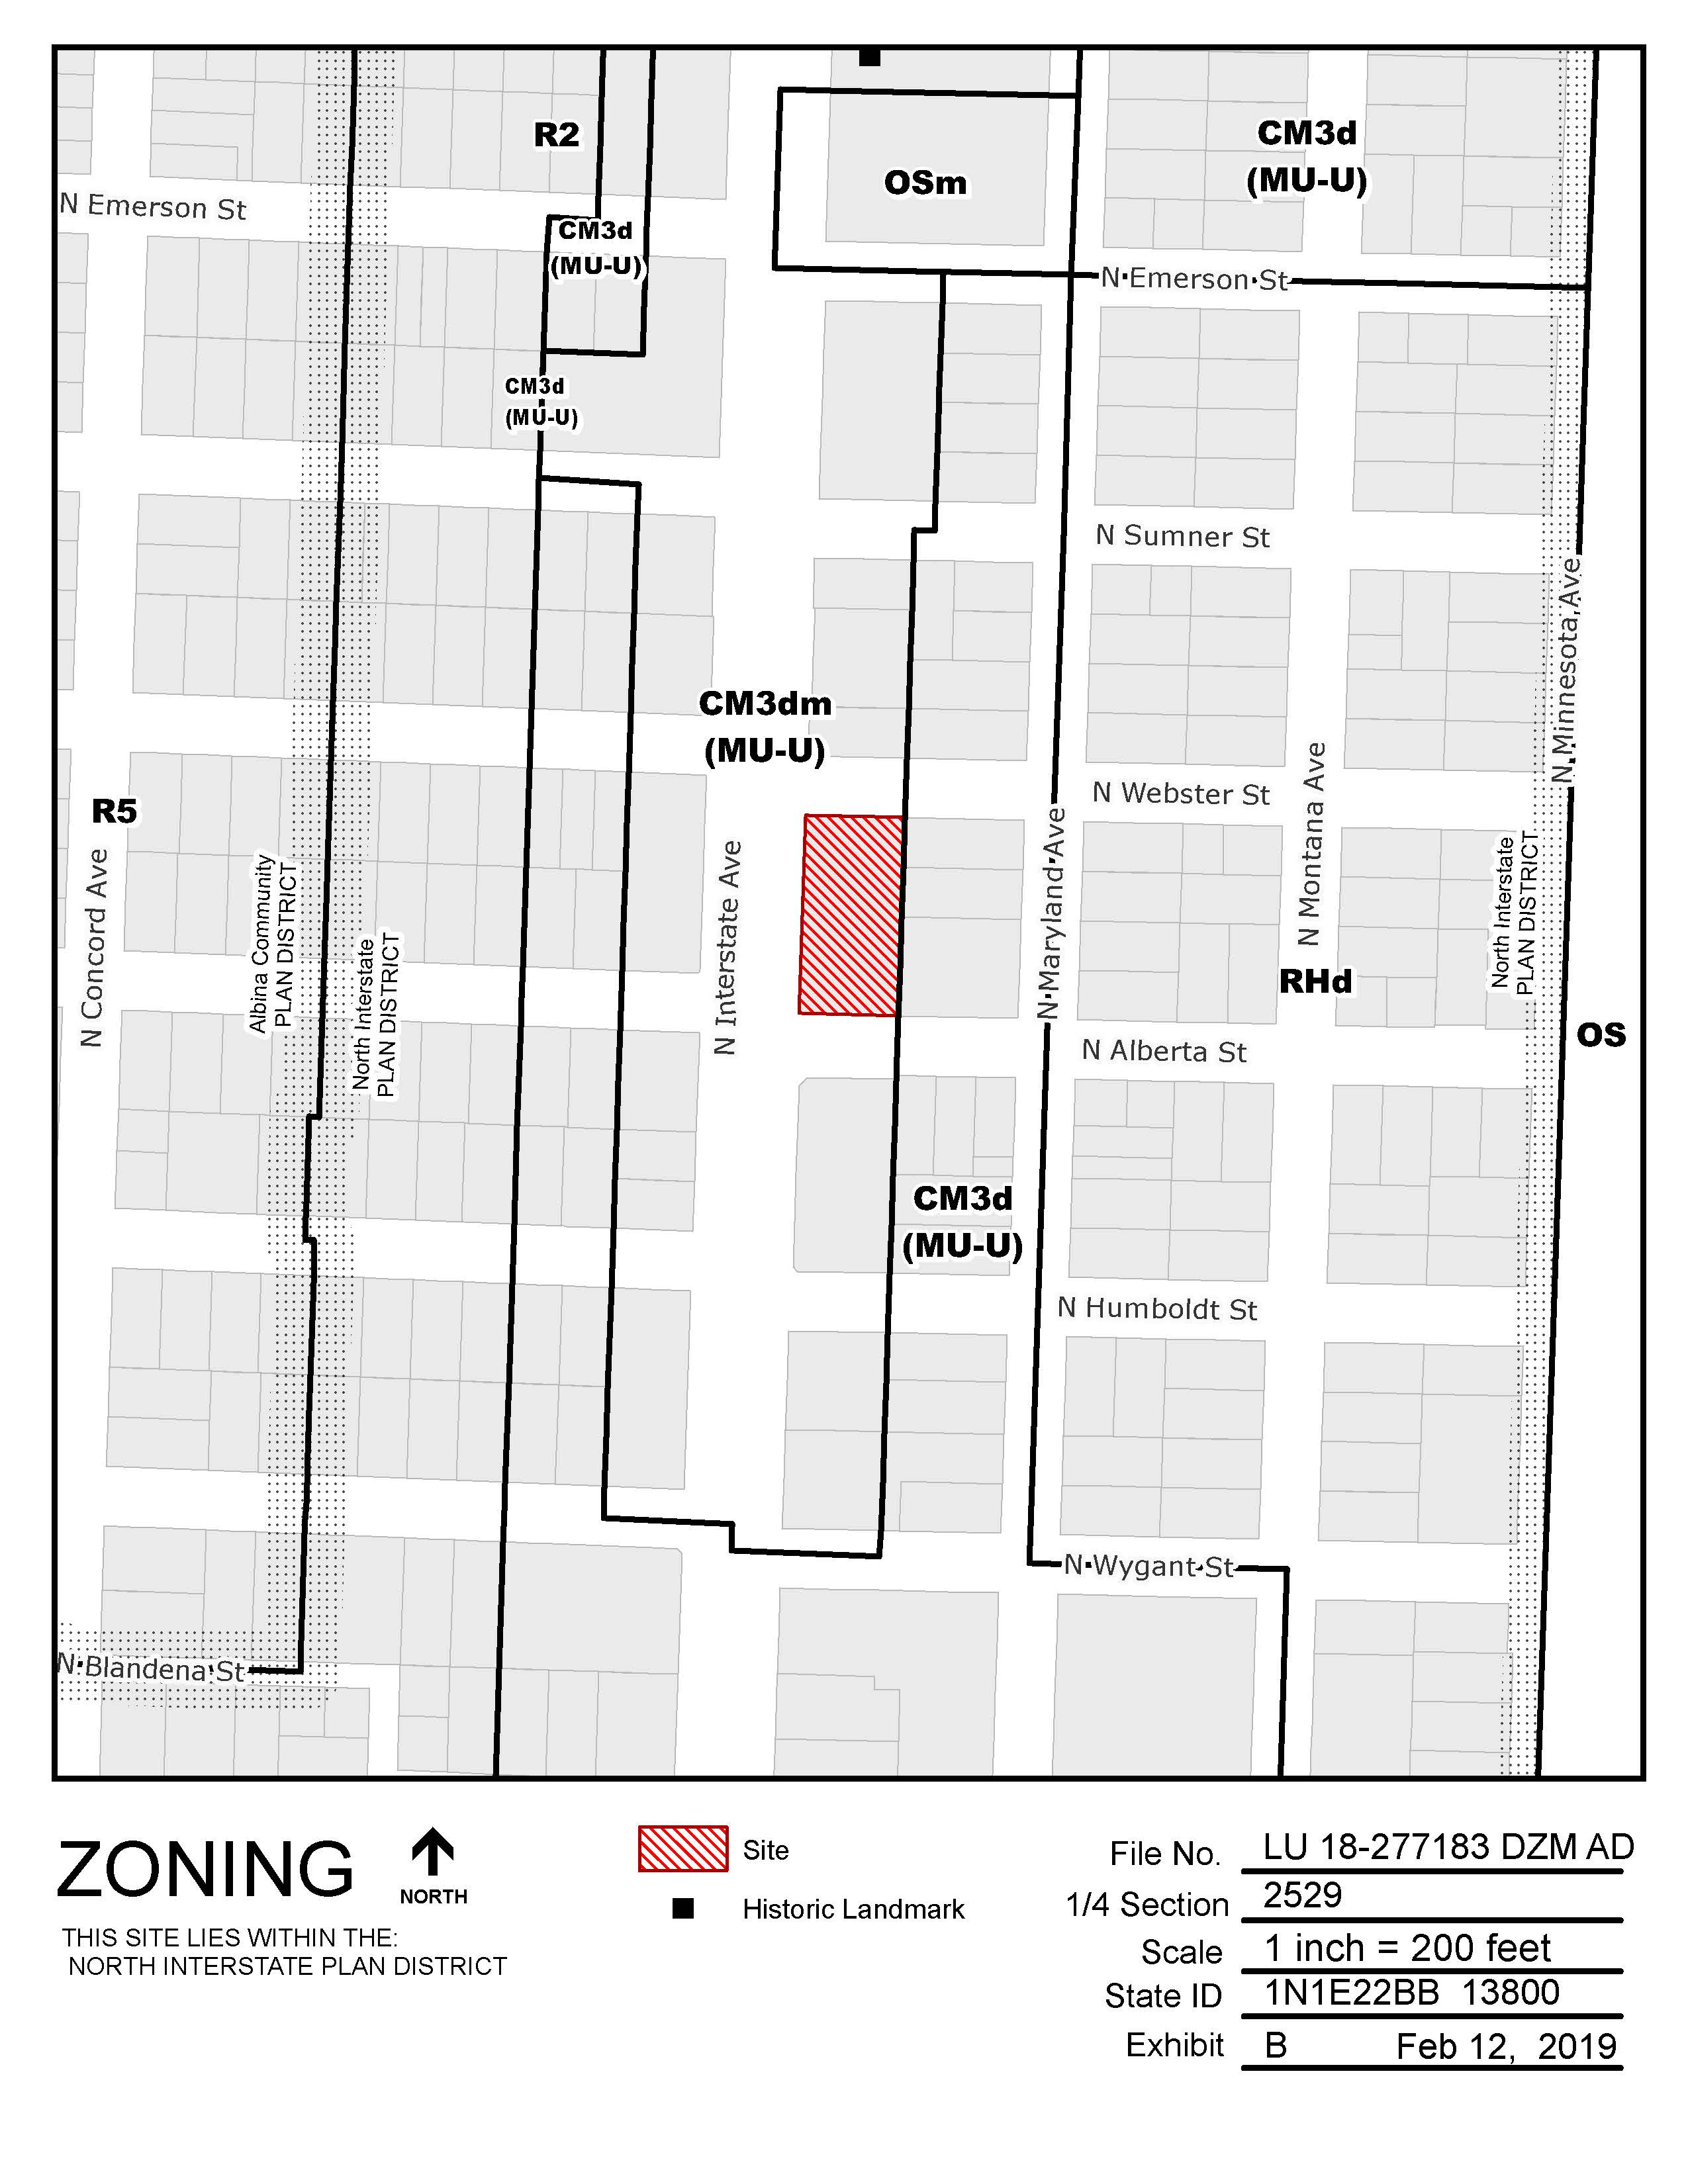 R2
CM3d
(MU-U)
OSm
N Emerson St
CM3d
(MU-U)
N Emerson St
CM3d
(MU-U)
N Sumner St
N Minnesota Ave
CM3dm
(MU-U)
N Webster St
R5
N Concord Ave
Albina Community
PLAN DISTRICT
North Interstate
PLAN DISTRICT
N Interstate Ave
N Maryland Ave
N Montana Ave
North Interstate
PLAN DISTRICT
RHd
OS
N Alberta St
CM3d
(MU-U)
N Humboldt St
N Wygant St
N Blandena St
ZONING
NORTH
THIS SITE LIES WITHIN THE:
NORTH INTERSTATE PLAN DISTRICT
Site
Historic Landmark
File No. LU 18-277183 DZM AD
1/4 Section 2529
Scale 1 inch = 200 feet
State ID 1N1E22BB 13800
Exhibit B Feb 12, 2019